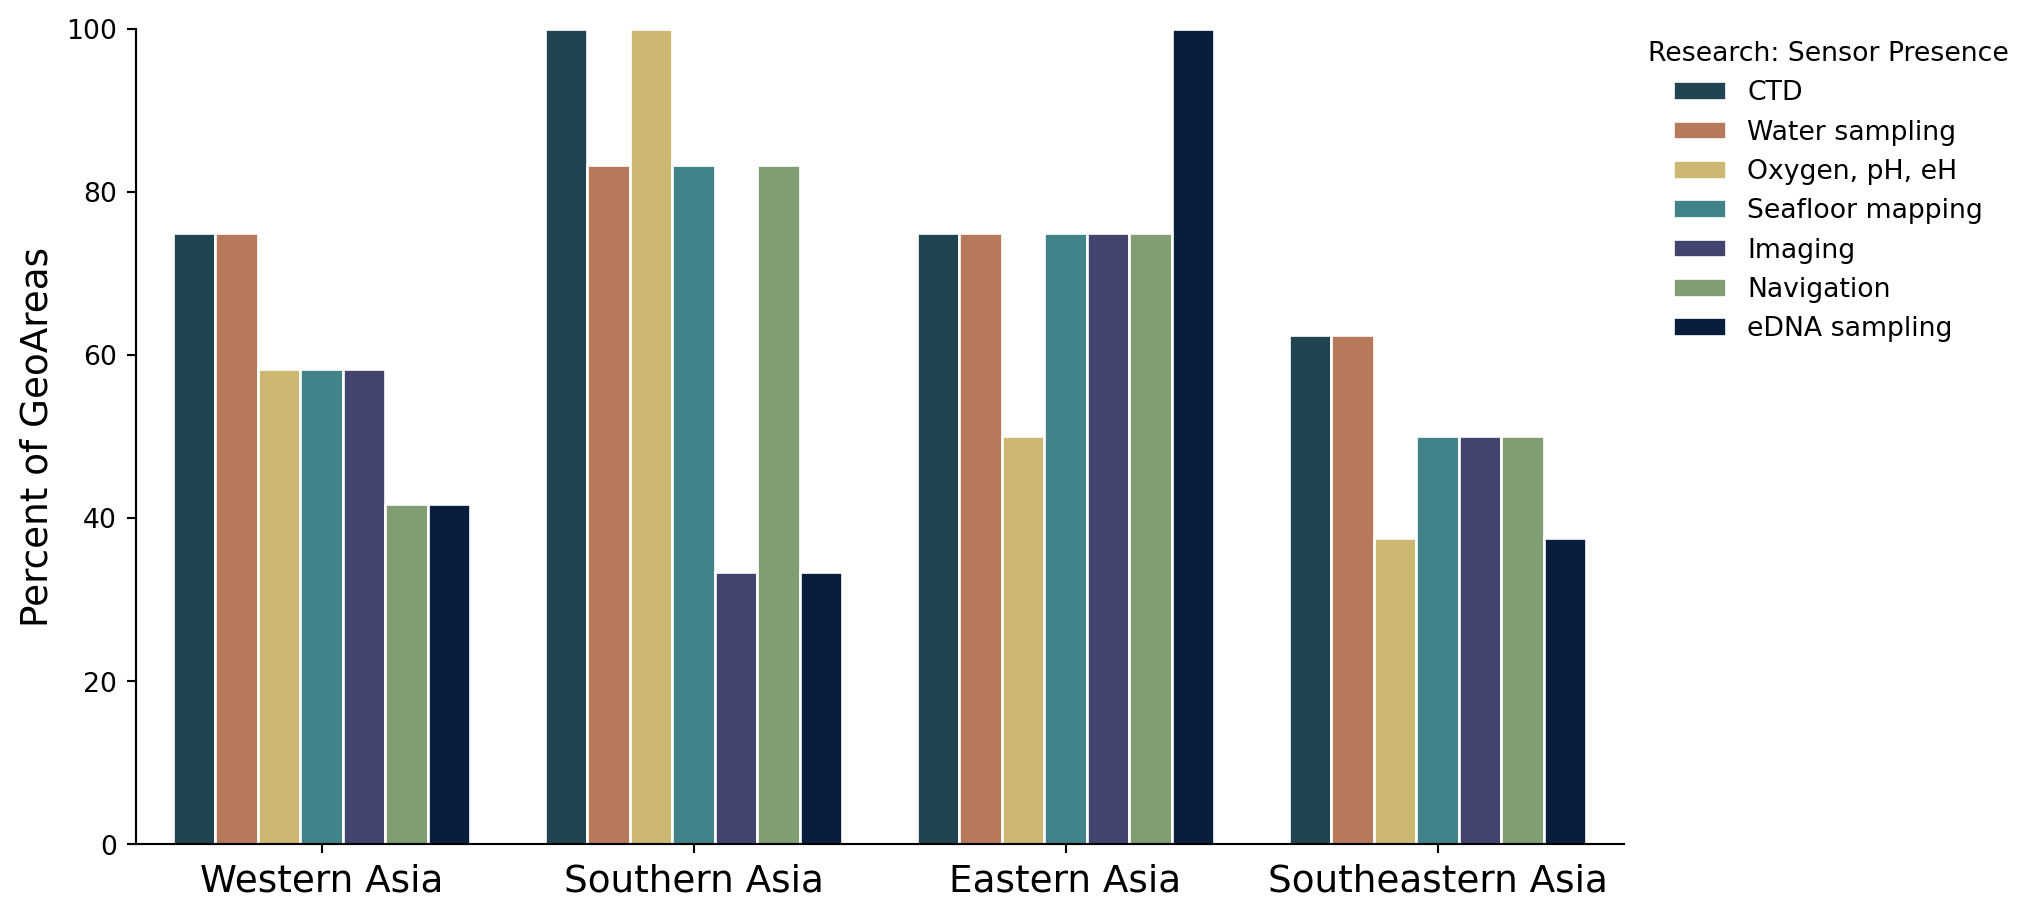 Percent of GeoAreas
100
80
60
40
20
0
Western Asia
Southern Asia
Eastern Asia
Southeastern Asia
Research: Sensor Presence
CTD
Water sampling
Oxygen, pH, eH
Seafloor mapping
Imaging
Navigation
eDNA sampling